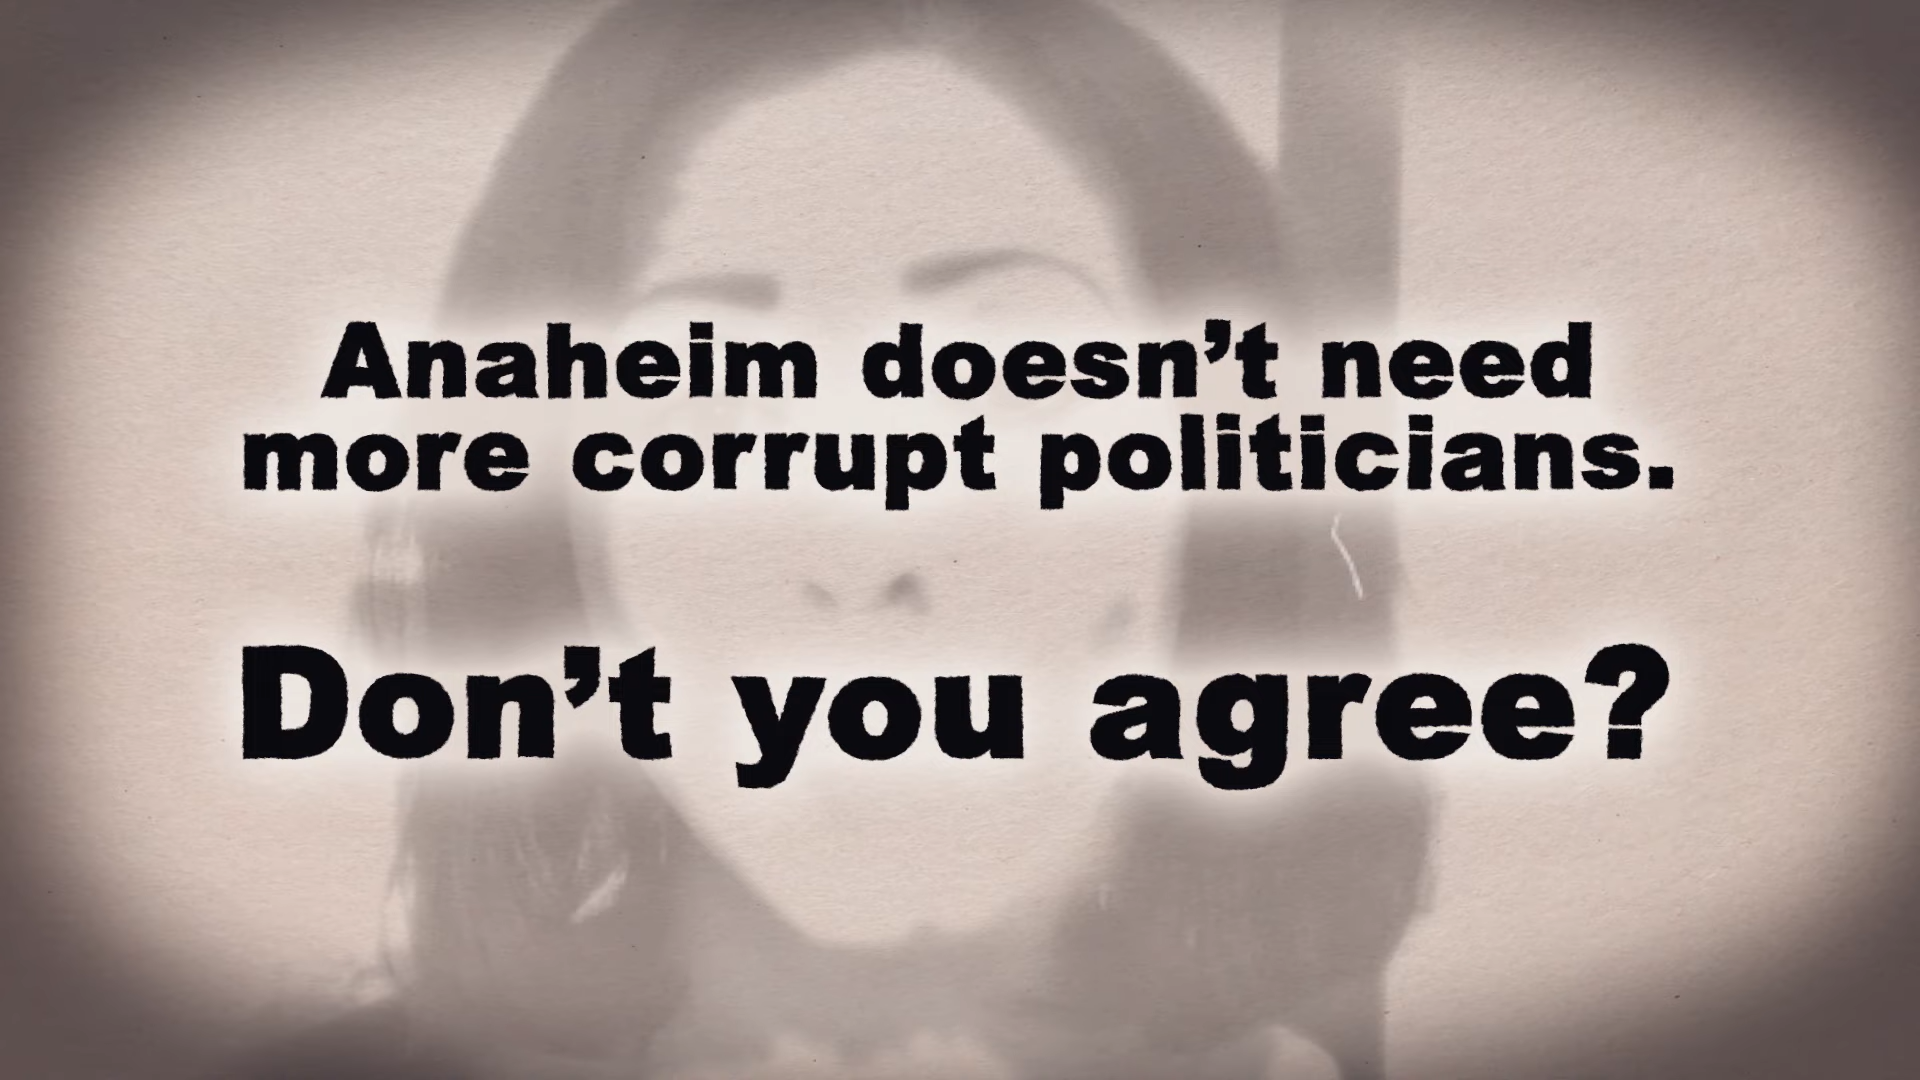 Anaheim doesn’t need
more corrupt politicians.
Don’t you agree?